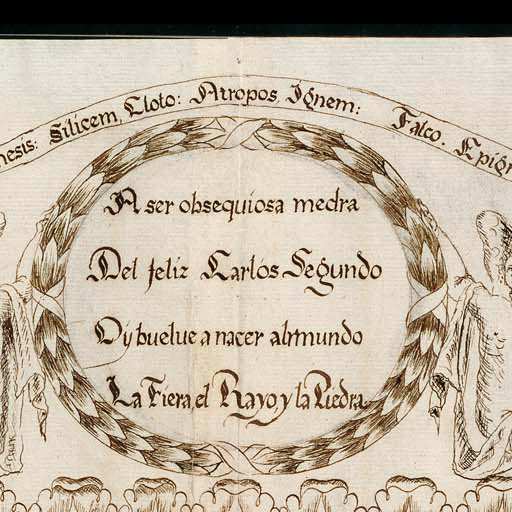 nesis: Silicem, Cloto: Atropos, Ignem: Falco. Epigr
A ser obsequiosa medra
Del feliz Carlos Segundo
Oy buelue a nacer al mundo
La Fiera, el Rayo, y la Piedra